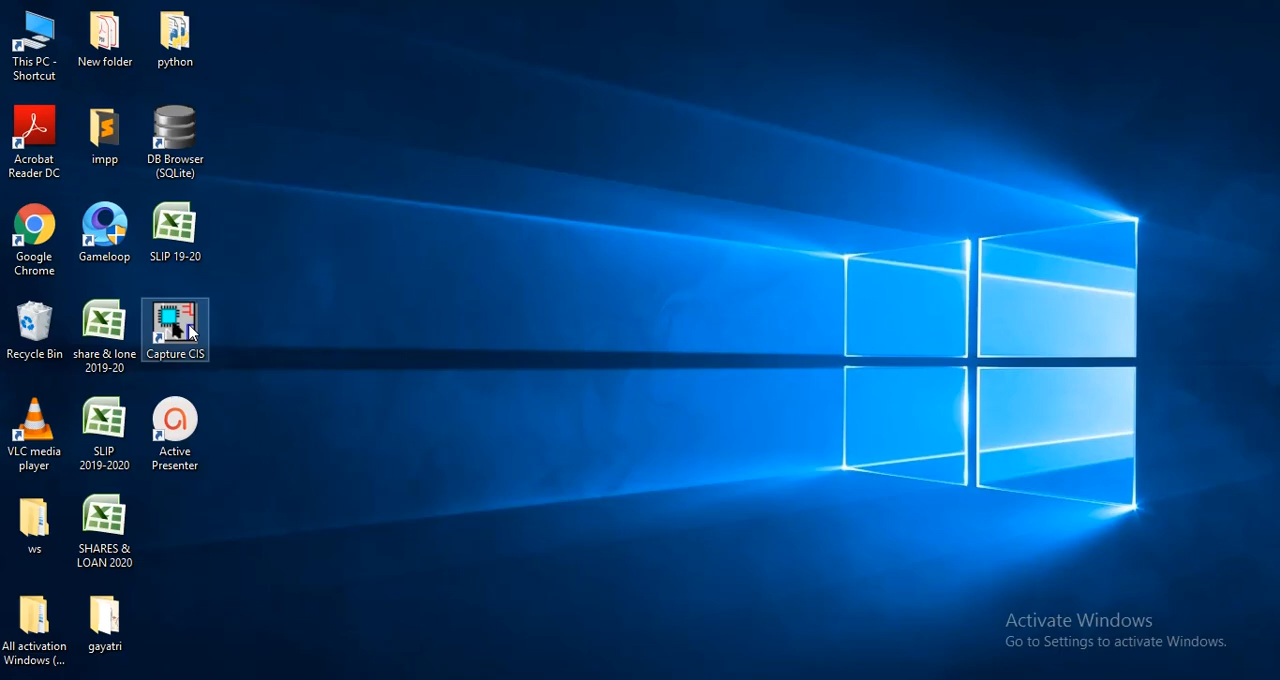 This PC -
Shortcut
New folder
python
Acrobat
Reader DC
impp
DB Browser
(SQLite)
Google
Chrome
Gameloop
SLIP 19-20
Recycle Bin
share & lone
2019-20
Capture CIS
VLC media
player
SLIP
2019-2020
Active
Presenter
ws
SHARES &
LOAN 2020
All activation
Windows (...
gayatri
Activate Windows
Go to Settings to activate Windows.